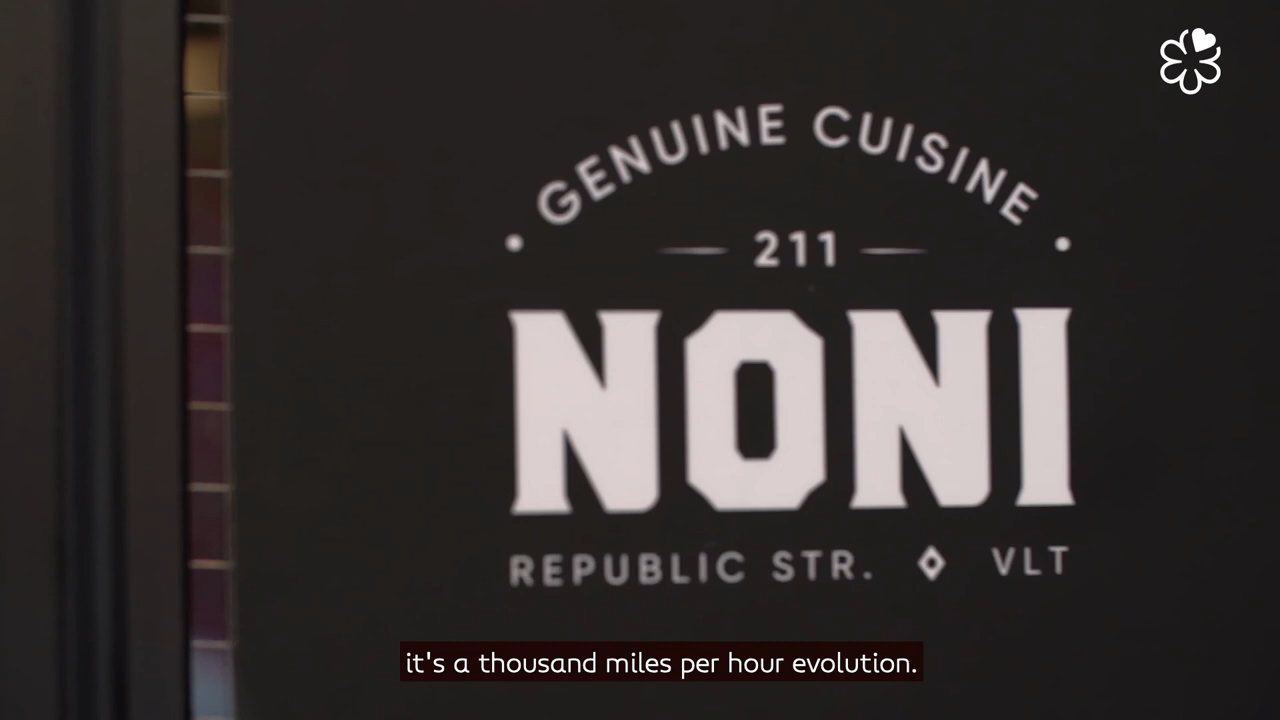 GENUINE CUISINE
211
NONI
REPUBLIC STR. VLT
it's a thousand miles per hour evolution.